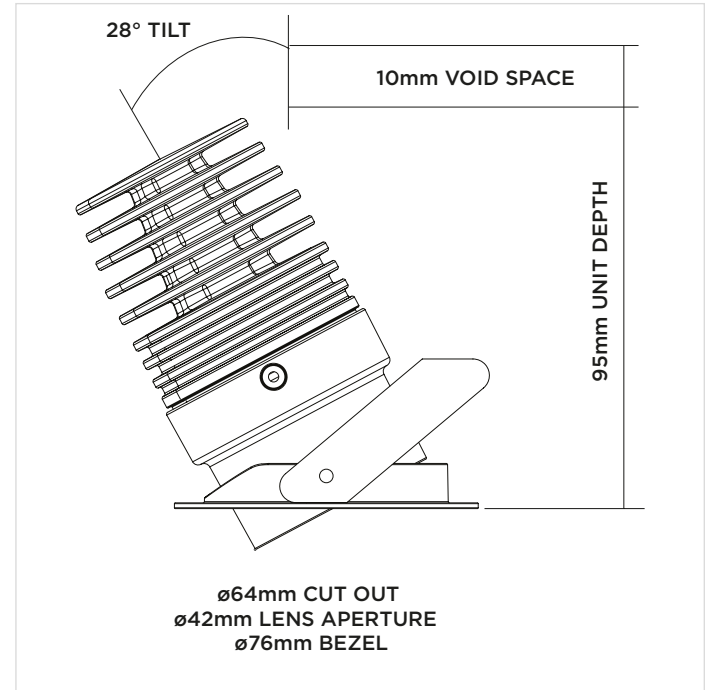 28° TILT
10mm VOID SPACE
95mm UNIT DEPTH
ø64mm CUT OUT
ø42mm LENS APERTURE
ø76mm BEZEL